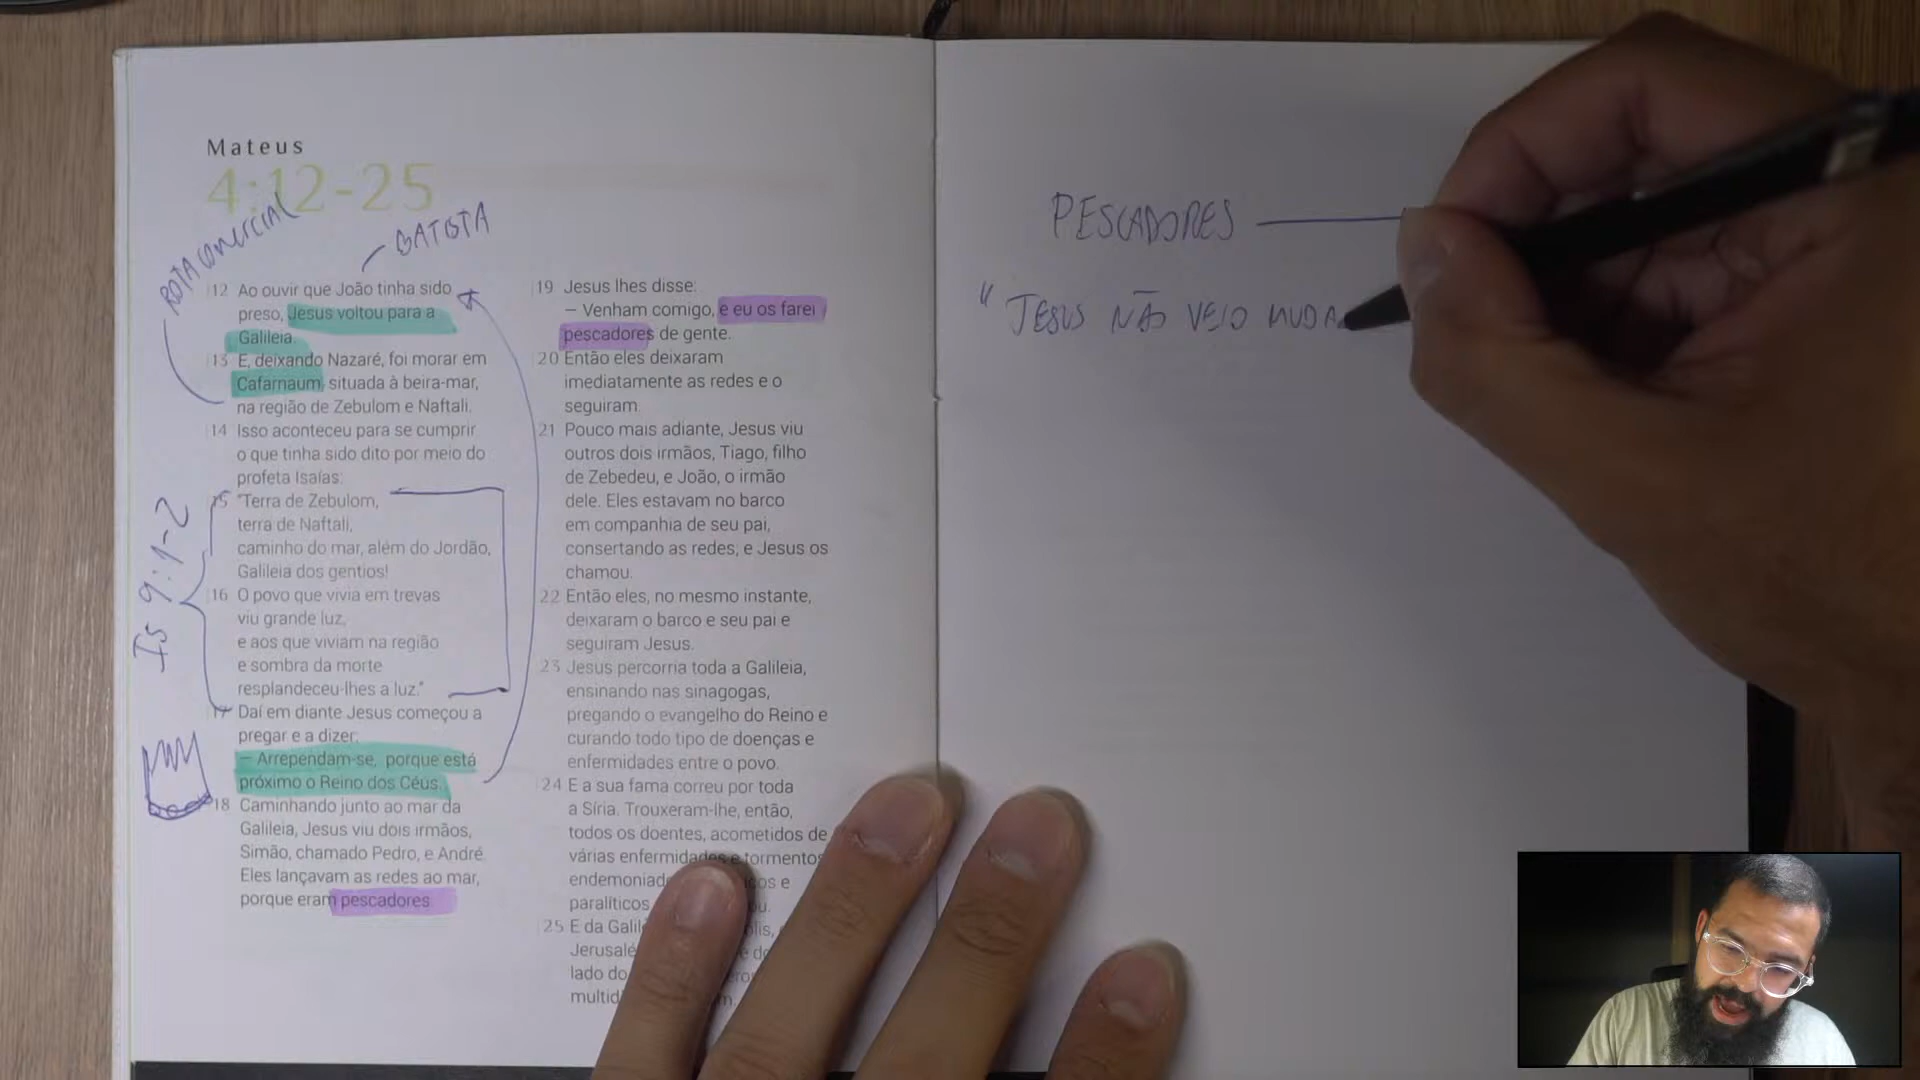 Mateus
4:12-25
ROTA COMERCIAL
BATISTA
12 Ao ouvir que João tinha sido
preso, Jesus voltou para a
Galileia.
13 E, deixando Nazaré, foi morar em
Cafarnaum, situada à beira-mar,
na região de Zebulom e Naftali.
14 Isso aconteceu para se cumprir
o que tinha sido dito por meio do
profeta Isaías:
Is 9:1-2
15 "Terra de Zebulom,
terra de Naftali,
caminho do mar, além do Jordão,
Galileia dos gentios!
16 O povo que vivia em trevas
viu grande luz,
e aos que viviam na região
e sombra da morte
resplandeceu-lhes a luz."
17 Daí em diante Jesus começou a
pregar e a dizer:
— Arrependam-se, porque está
próximo o Reino dos Céus.
18 Caminhando junto ao mar da
Galileia, Jesus viu dois irmãos,
Simão, chamado Pedro, e André.
Eles lançavam as redes ao mar,
porque eram pescadores.
19 Jesus lhes disse:
— Venham comigo, e eu os farei
pescadores de gente.
20 Então eles deixaram
imediatamente as redes e o
seguiram.
21 Pouco mais adiante, Jesus viu
outros dois irmãos, Tiago, filho
de Zebedeu, e João, o irmão
dele. Eles estavam no barco
em companhia de seu pai,
consertando as redes; e Jesus os
chamou.
22 Então eles, no mesmo instante,
deixaram o barco e seu pai e
seguiram Jesus.
23 Jesus percorria toda a Galileia,
ensinando nas sinagogas,
pregando o evangelho do Reino e
curando todo tipo de doenças e
enfermidades entre o povo.
24 E a sua fama correu por toda
a Síria. Trouxeram-lhe, então,
todos os doentes, acometidos de
várias enfermidades e tormentos:
paralíticos
25 E da
lado do
PESCADORES
" JESUS NÃO VEIO MUDA